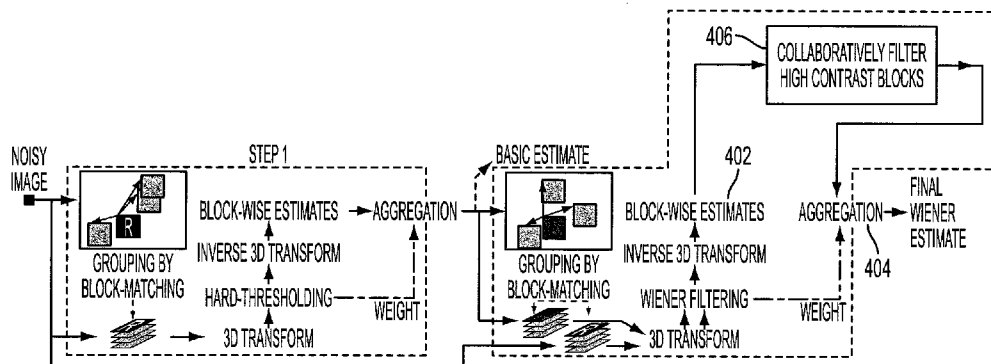 406
COLLABORATIVELY FILTER
HIGH CONTRAST BLOCKS
STEP 1
BASIC ESTIMATE
402
NOISY
IMAGE
R
BLOCK-WISE ESTIMATES
AGGREGATION
BLOCK-WISE ESTIMATES
AGGREGATION
FINAL
WIENER
ESTIMATE
INVERSE 3D TRANSFORM
INVERSE 3D TRANSFORM
404
GROUPING BY
BLOCK-MATCHING
HARD-THRESHOLDING
WEIGHT
GROUPING BY
BLOCK-MATCHING
WIENER FILTERING
WEIGHT
3D TRANSFORM
3D TRANSFORM